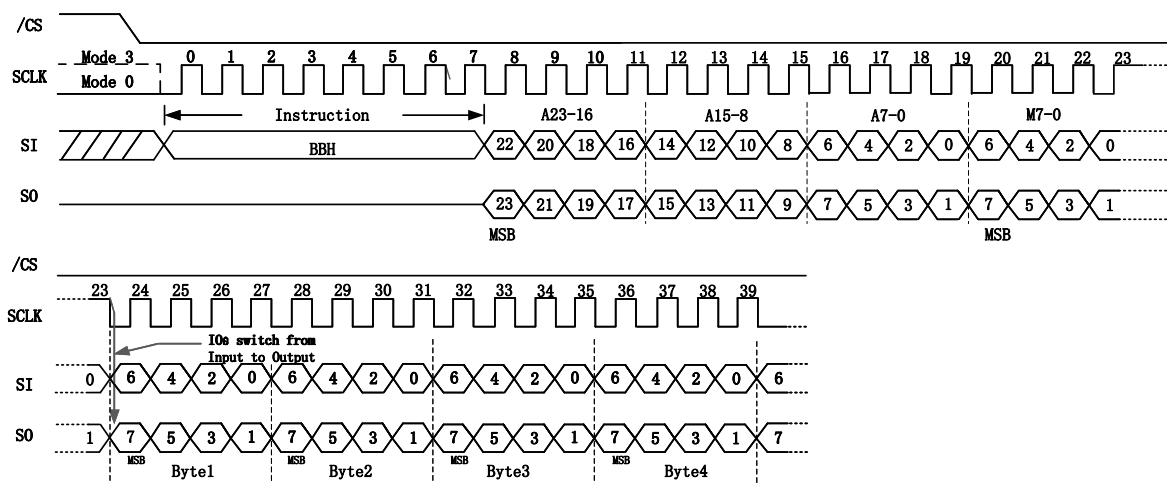 /CS
Mode 3
0 1 2 3 4 5 6 7 8 9 10 11 12 13 14 15 16 17 18 19 20 21 22 23
SCLK
Mode 0
Instruction A23-16 A15-8 A7-0 M7-0
SI BBH 22 20 18 16 14 12 10 8 6 4 2 0 6 4 2 0
SO 23 21 19 17 15 13 11 9 7 5 3 1 7 5 3 1
MSB MSB
/CS
23 24 25 26 27 28 29 30 31 32 33 34 35 36 37 38 39
SCLK
IOs switch from
Input to Output
SI 0 6 4 2 0 6 4 2 0 6 4 2 0 6 4 2 0 6
SO 1 7 5 3 1 7 5 3 1 7 5 3 1 7 5 3 1 7
MSB MSB MSB MSB
Byte1 Byte2 Byte3 Byte4